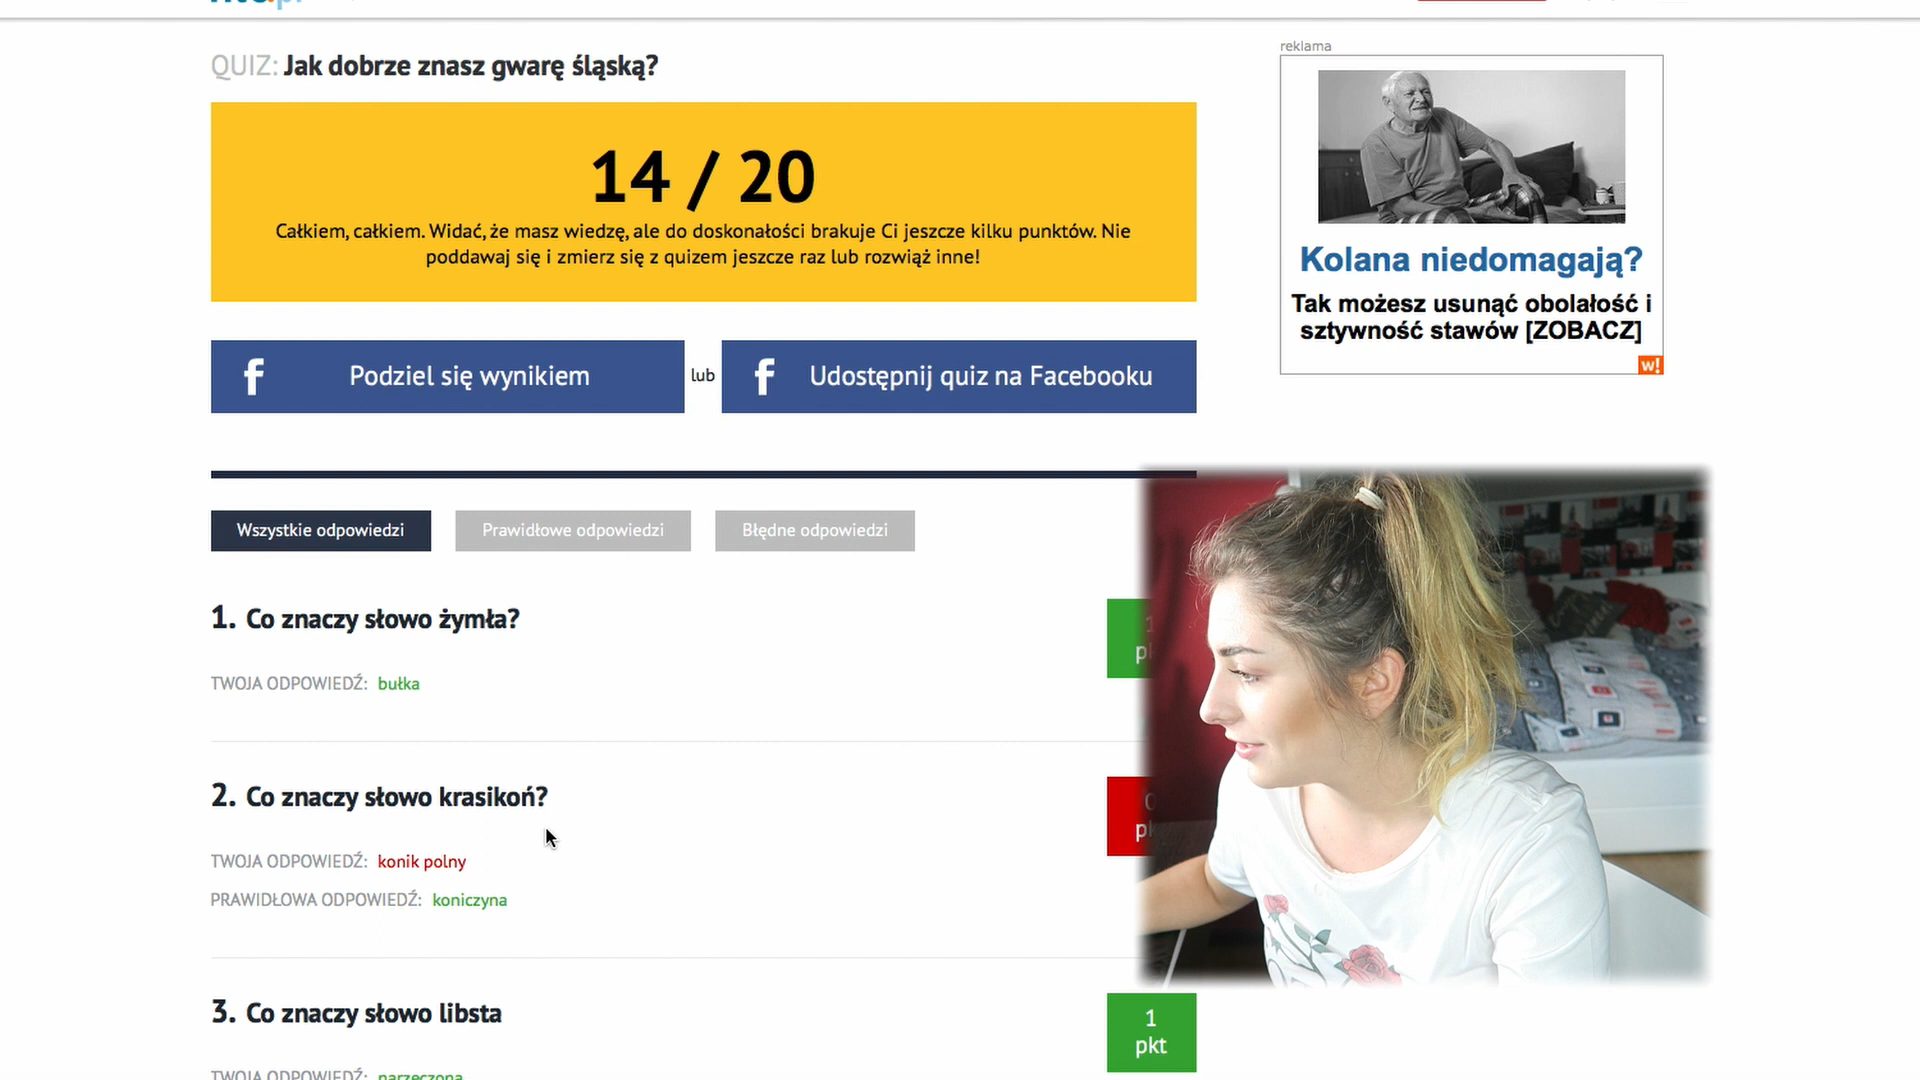 QUIZ: Jak dobrze znasz gwarę śląską?
14 / 20
Całkiem, całkiem. Widać, że masz wiedzę, ale do doskonałości brakuje Ci jeszcze kilku punktów. Nie
poddawaj się i zmierz się z quizem jeszcze raz lub rozwiąż inne!
f Podziel się wynikiem lub f Udostępnij quiz na Facebooku
reklama
Kolana niedomagają?
Tak możesz usunąć obolałość i
sztywność stawów [ZOBACZ]
w!
Wszystkie odpowiedzi Prawidłowe odpowiedzi Błędne odpowiedzi
1. Co znaczy słowo żymła?
TWOJA ODPOWIEDŹ: bułka
2. Co znaczy słowo krasikoń?
TWOJA ODPOWIEDŹ: konik polny
PRAWIDŁOWA ODPOWIEDŹ: koniczyna
3. Co znaczy słowo libsta
1
pkt
TWOJA ODPOWIEDŹ: narzeczona